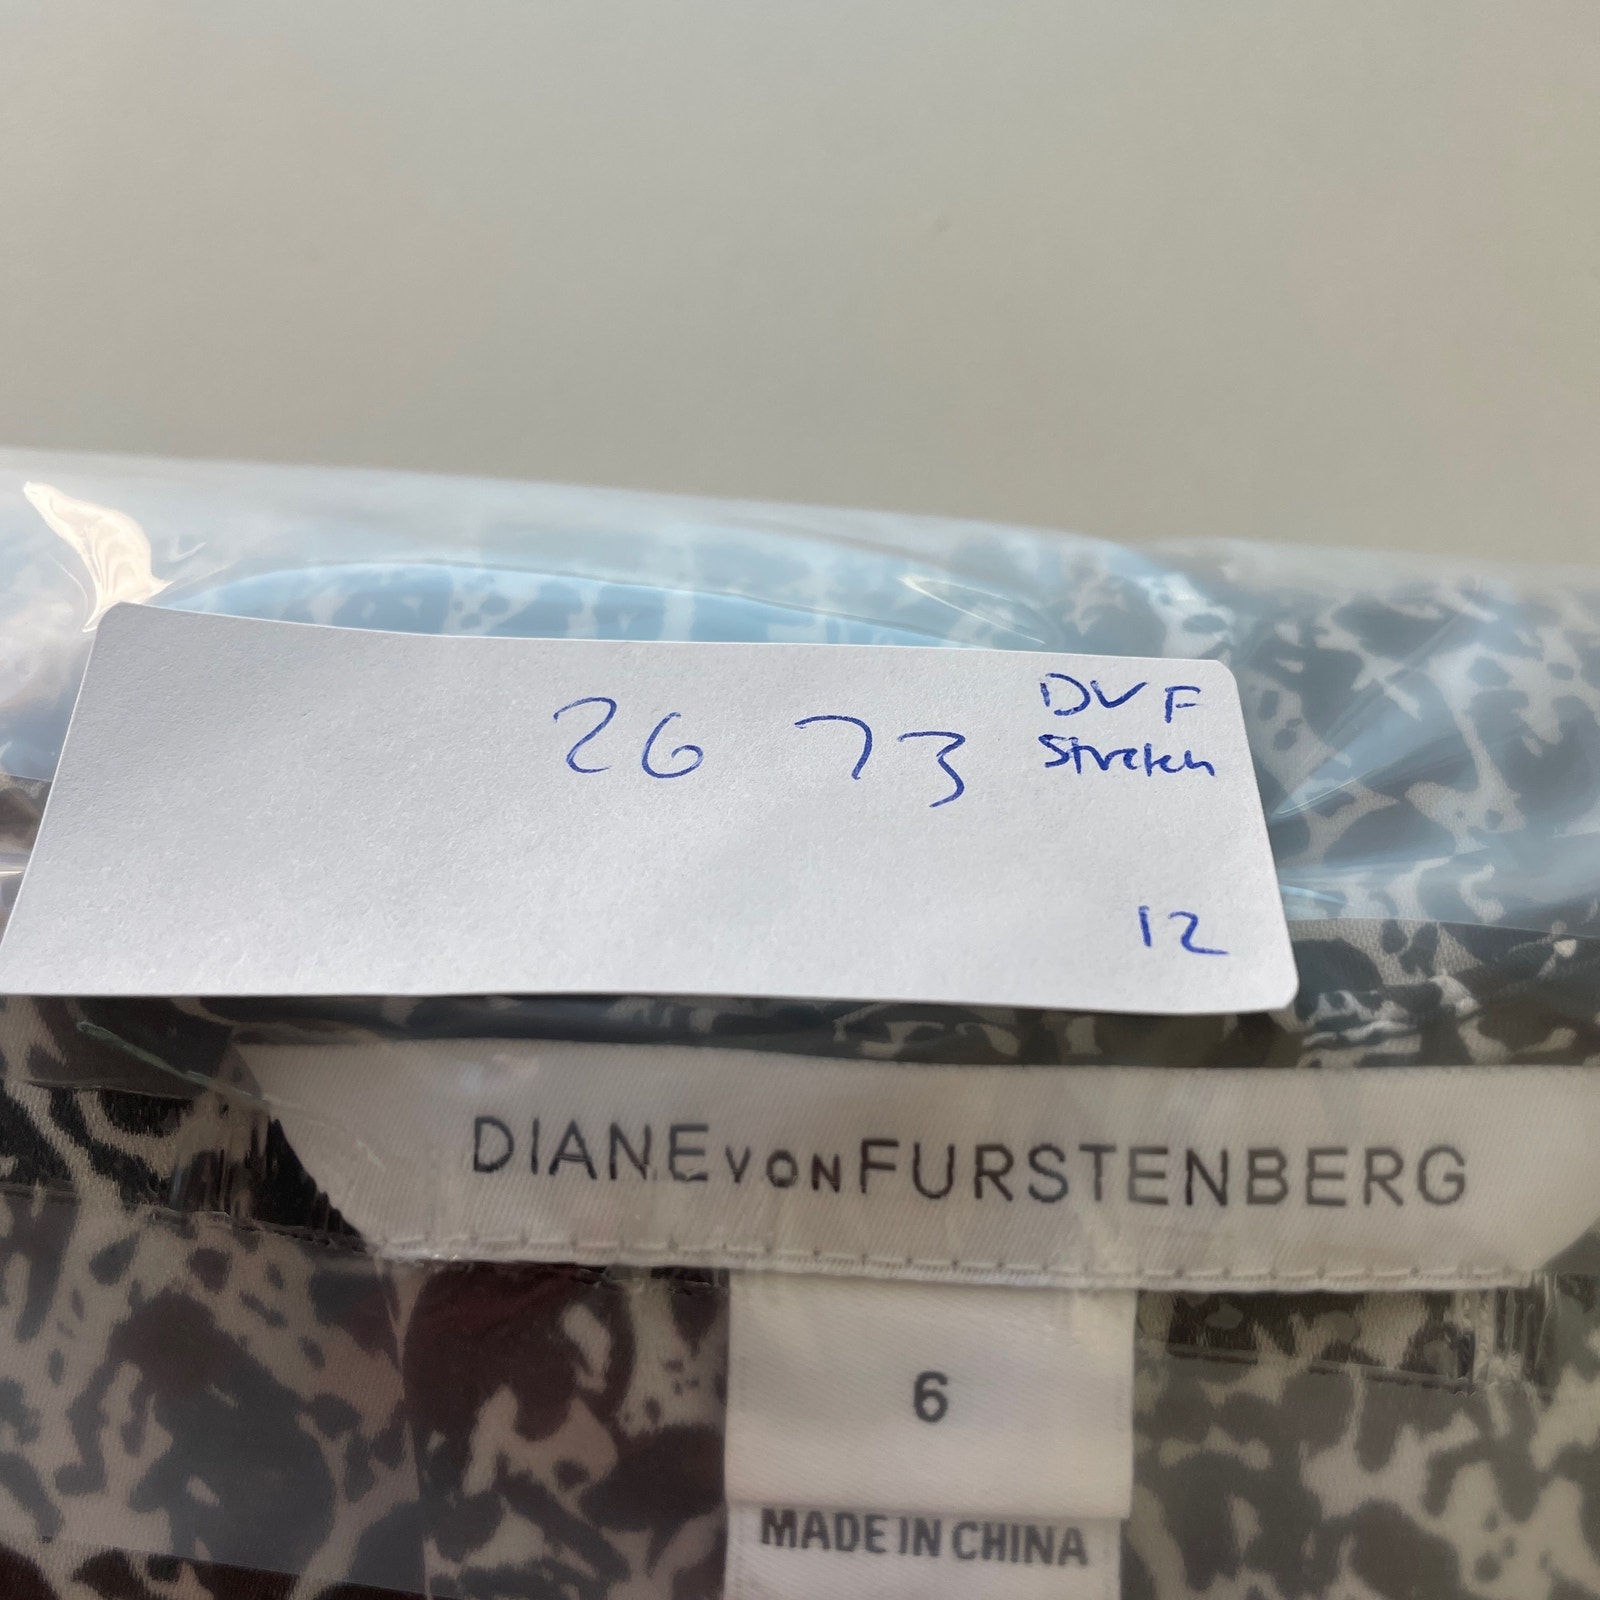 26 73 DVF
Stretch
12
DIANE VON FURSTENBERG
6
MADE IN CHINA